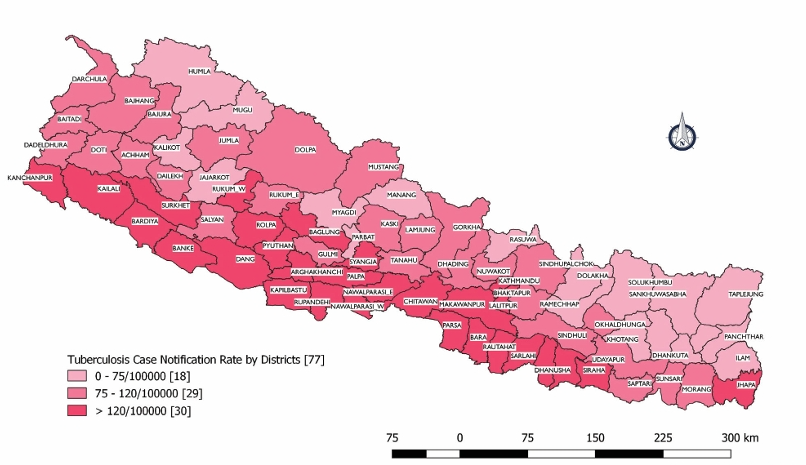 HUMLA
DARCHULA
BAJHANG
MUGU
BAJURA
BAITADI
JUMLA
DADELDHURA
DOTI
ACHHAM
KALIKOT
DOLPA
MUSTANG
KANCHANPUR
KAILALI
DAILEKH
JAJARKOT
RUKUM_W
RUKUM_E
MANANG
SURKHET
MYAGDI
BARDIYA
SALYAN
ROLPA
BAGLUNG
PARBAT
KASKI
LAMJUNG
GORKHA
RASUWA
BANKE
DANG
PYUTHAN
GULMI
SYANGJA
TANAHU
DHADING
NUWAKOT
SINDHUPALCHOK
DOLAKHA
ARGHAKHANCHI
PALPA
KATHMANDU
BHAKTAPUR
LALITPUR
SOLUKHUMBU
SANKHUWASABHA
TAPLEJUNG
KAPILBASTU
RUPANDEHI
NAWALPARASI_E
NAWALPARASI_W
CHITAWAN
MAKAWANPUR
RAMECHHAP
PARSA
BARA
RAUTAHAT
SARLAHI
SINDHULI
OKHALDHUNGA
KHOTANG
PANCHTHAR
DHANUSHA
SIRAHA
UDAYAPUR
DHANKUTA
ILAM
SAPTARI
SUNSARI
MORANG
JHAPA
N
Tuberculosis Case Notification Rate by Districts [77]
0 - 75/100000 [18]
75 - 120/100000 [29]
> 120/100000 [30]
75 0 75 150 225 300 km